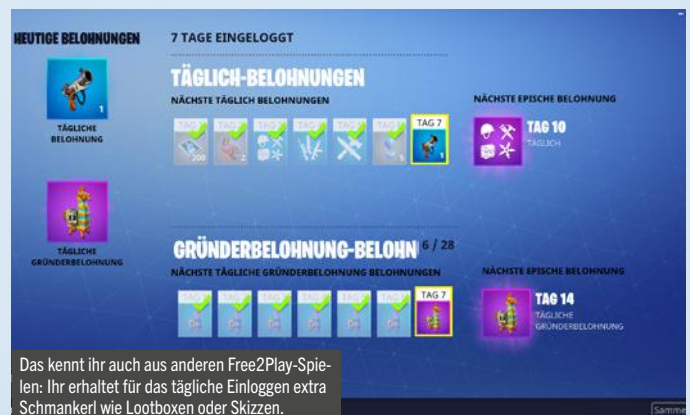 HEUTIGE BELOHNUNGEN
1
TÄGLICHE
BELOHNUNG
TÄGLICHE
GRÜNDERBELOHNUNG
7 TAGE EINGELOGGT
TÄGLICH-BELOHNUNGEN
NÄCHSTE TÄGLICH BELOHNUNGEN
TAG 7
1
NÄCHSTE EPISCHE BELOHNUNG
TAG 10
TÄGLICH
GRÜNDERBELOHNUNG-BELOHN 6 / 28
NÄCHSTE TÄGLICHE GRÜNDERBELOHNUNG BELOHNUNGEN
TAG 7
NÄCHSTE EPISCHE BELOHNUNG
TAG 14
TÄGLICHE
GRÜNDERBELOHNUNG
Das kennt ihr auch aus anderen Free2Play-Spie-
len: Ihr erhaltet für das tägliche Einloggen extra
Schmankerl wie Lootboxen oder Skizzen.
Samme